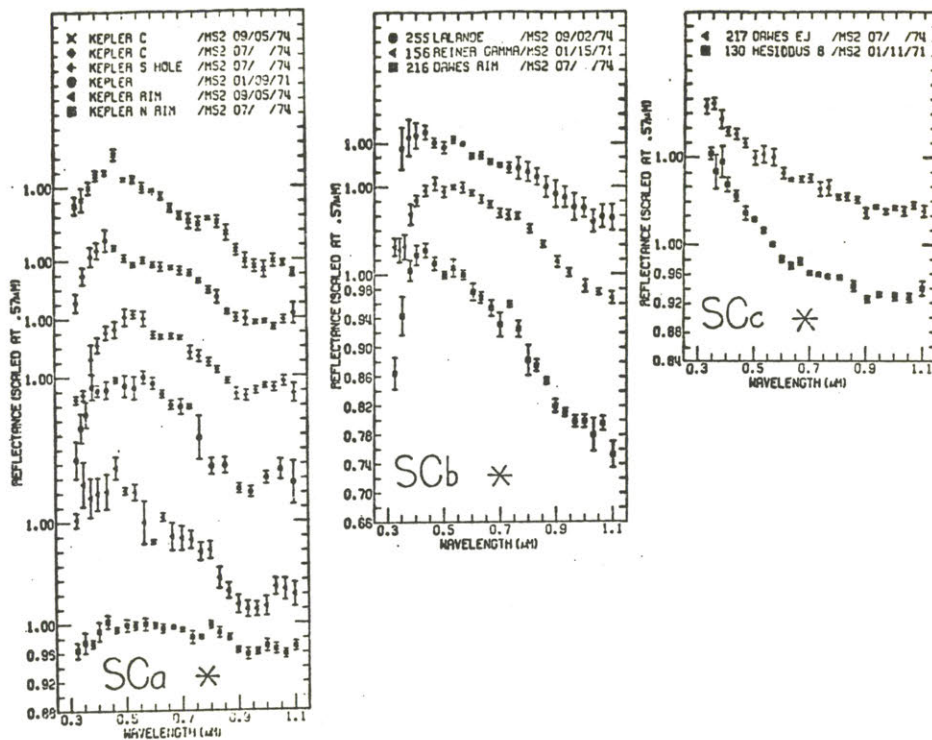 KEPLER C /MS2 09/05/74
KEPLER C /MS2 07/ /74
KEPLER S HOLE /MS2 07/ /74
KEPLER /MS2 01/09/71
KEPLER RIM /MS2 09/05/74
KEPLER N RIM /MS2 07/ /74
REFLECTANCE (SCALED AT .57μM)
1.00
1.00
1.00
1.00
1.00
1.00
0.96
0.92
0.88
0.3 0.5 0.7 0.9 1.1
WAVELENGTH (μM)
SCa
255 LALANDE /MS2 09/02/74
156 REINER GAMMA/MS2 01/15/71
216 DAWES RIM /MS2 07/ /74
REFLECTANCE (SCALED AT .57μM)
1.00
1.00
1.00
0.98
0.94
0.90
0.86
0.82
0.78
0.74
0.72
0.66
0.3 0.5 0.7 0.9 1.1
WAVELENGTH (μM)
SCb
217 DAWES EJ /MS2 07/ /74
130 HESIODUS B /MS2 01/11/71
REFLECTANCE (SCALED AT .57μM)
1.00
1.00
0.96
0.92
0.88
0.84
0.3 0.5 0.7 0.9 1.1
WAVELENGTH (μM)
SCc